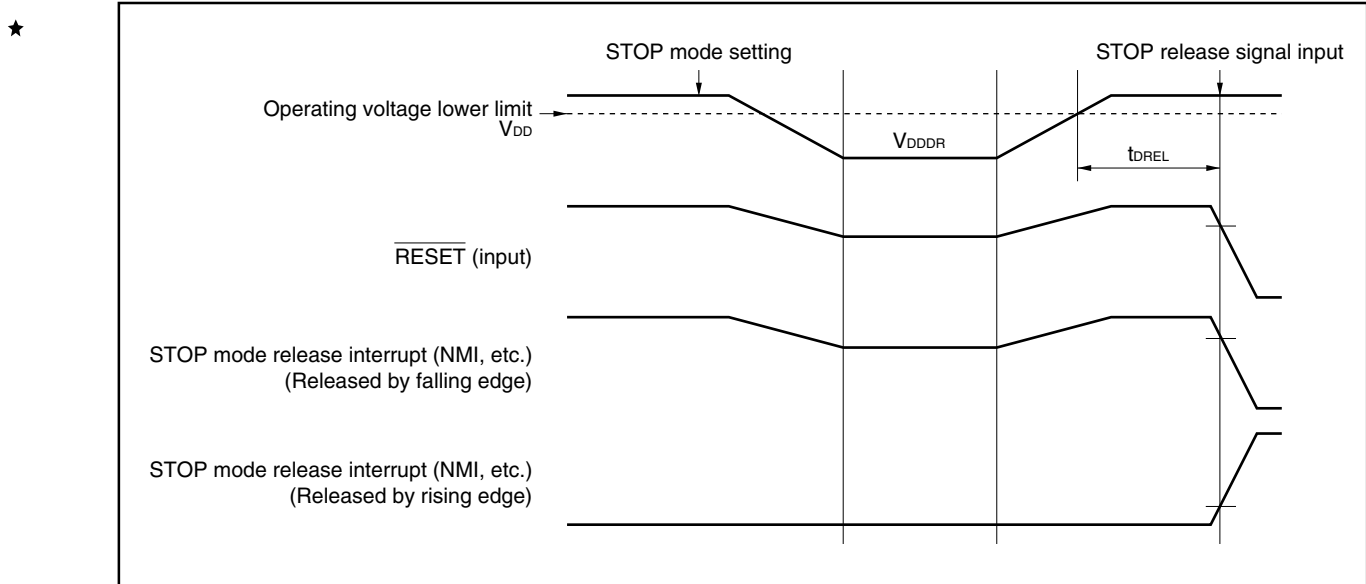 ★
STOP mode setting
STOP release signal input
Operating voltage lower limit
VDD
VDDDR
tDREL
RESET (input)
STOP mode release interrupt (NMI, etc.)
(Released by falling edge)
STOP mode release interrupt (NMI, etc.)
(Released by rising edge)